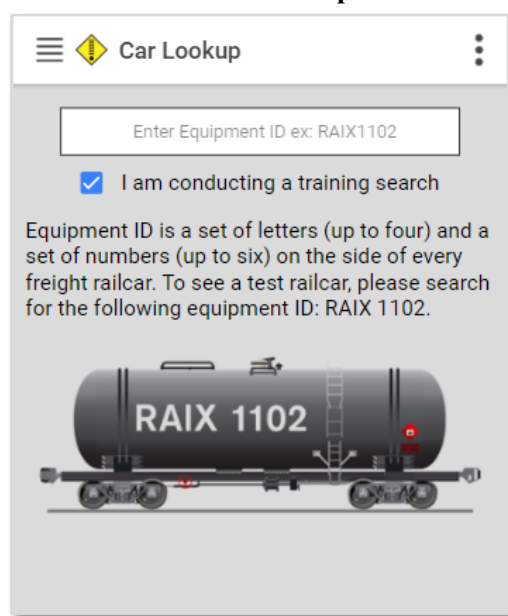 Car Lookup
Enter Equipment ID ex: RAIX1102
I am conducting a training search
Equipment ID is a set of letters (up to four) and a
set of numbers (up to six) on the side of every
freight railcar. To see a test railcar, please search
for the following equipment ID: RAIX 1102.
RAIX 1102